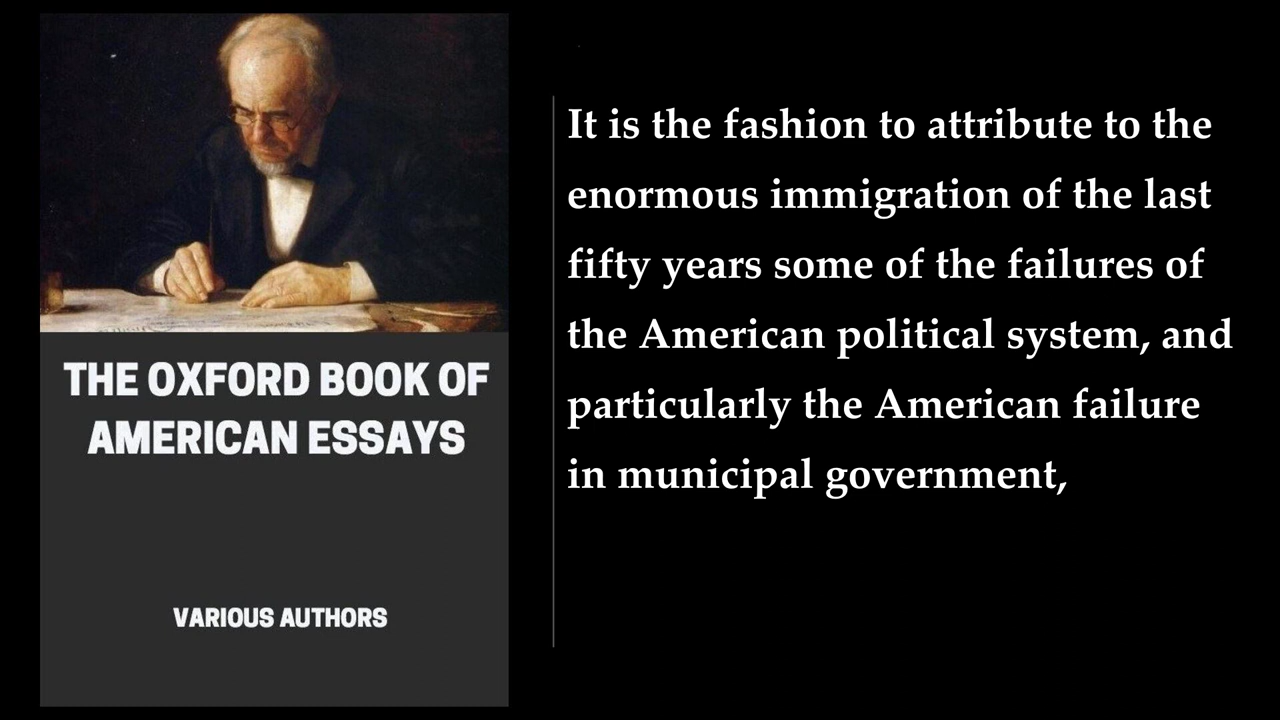 THE OXFORD BOOK OF
AMERICAN ESSAYS
VARIOUS AUTHORS
It is the fashion to attribute to the
enormous immigration of the last
fifty years some of the failures of
the American political system, and
particularly the American failure
in municipal government,